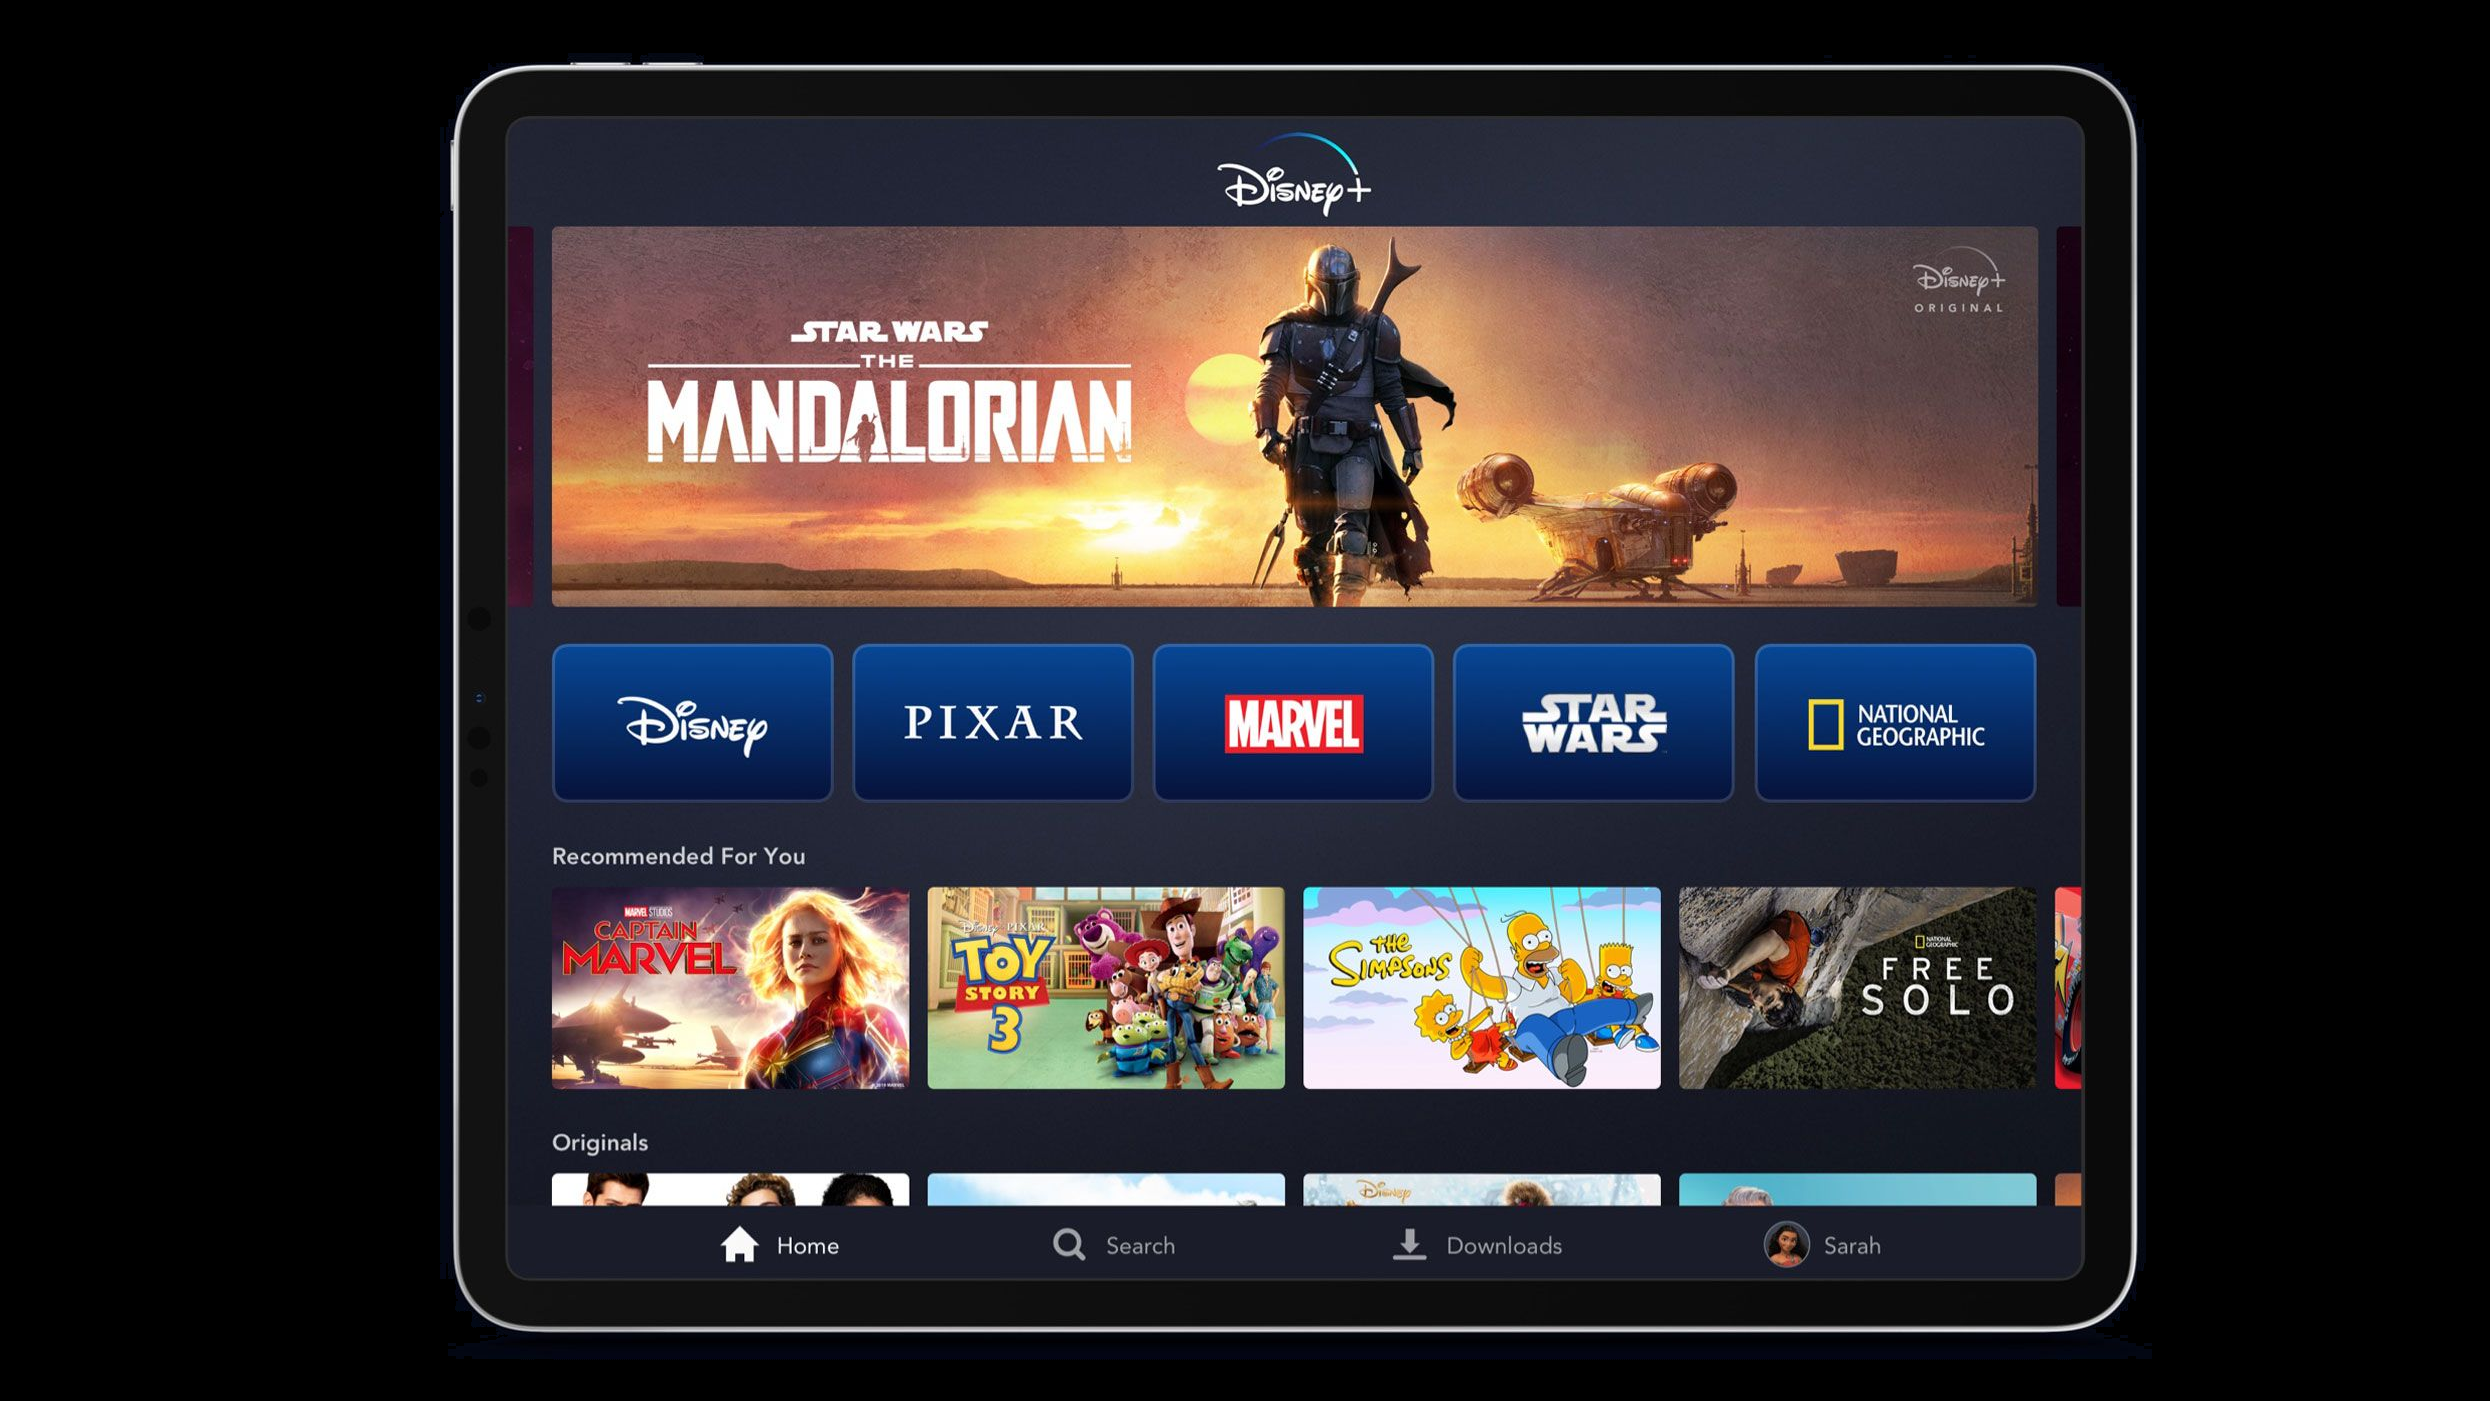 Disney+
STAR WARS
THE
MANDALORIAN
Disney+
ORIGINAL
Disney
PIXAR
MARVEL
STAR
WARS
NATIONAL
GEOGRAPHIC
Recommended For You
MARVEL STUDIOS
CAPTAIN
MARVEL
© 2019 MARVEL
Disney PIXAR
TOY
STORY
3
THE
SIMPSONS
NATIONAL
GEOGRAPHIC
FREE
SOLO
Originals
Disney
Home
Search
Downloads
Sarah